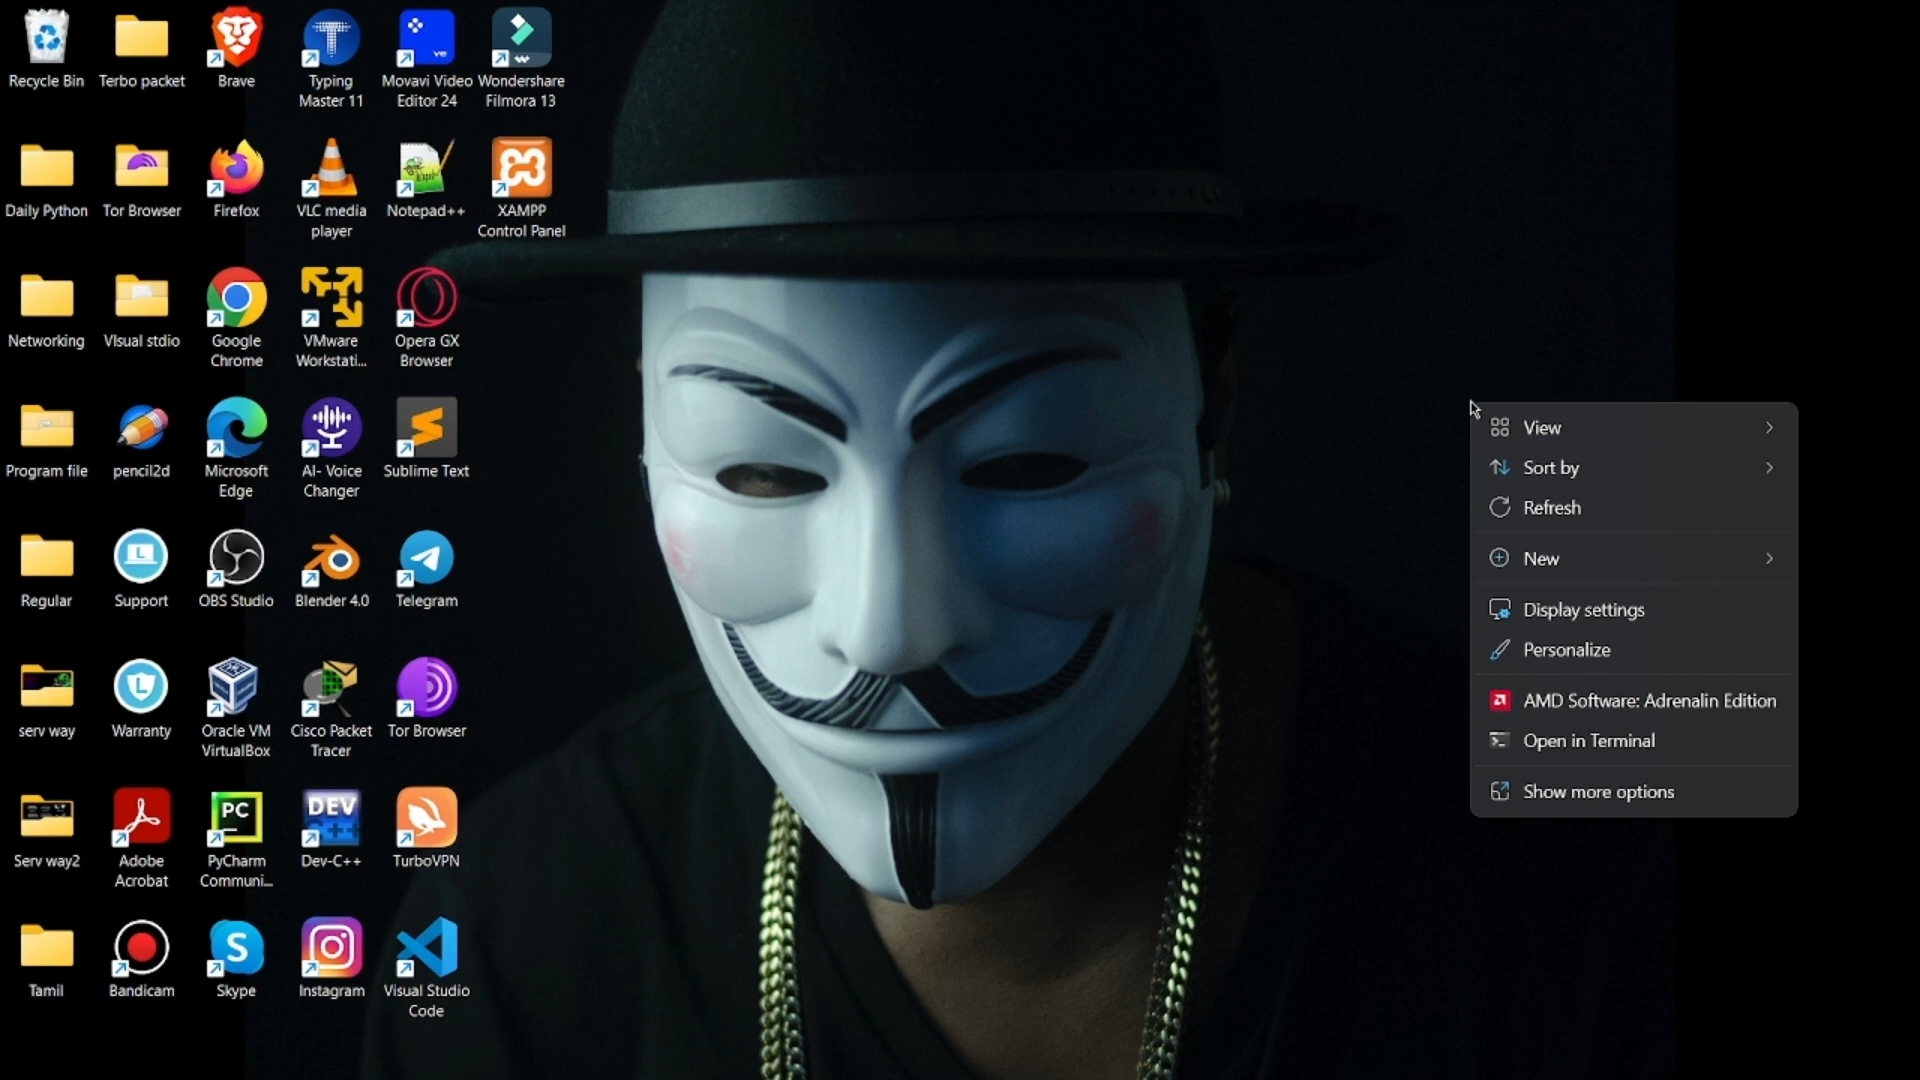 Recycle Bin
Terbo packet
Brave
Typing
Master 11
Movavi Video
Editor 24
Wondershare
Filmora 13
Daily Python
Tor Browser
Firefox
VLC media
player
Notepad++
XAMPP
Control Panel
Networking
VIsual stdio
Google
Chrome
VMware
Workstati...
Opera GX
Browser
Program file
pencil2d
Microsoft
Edge
AI- Voice
Changer
Sublime Text
Regular
Support
OBS Studio
Blender 4.0
Telegram
serv way
Warranty
Oracle VM
VirtualBox
Cisco Packet
Tracer
Tor Browser
Serv way2
Adobe
Acrobat
PC
PyCharm
Communi...
DEV
C++
Dev-C++
TurboVPN
Tamil
Bandicam
Skype
Instagram
Visual Studio
Code
View
Sort by
Refresh
New
Display settings
Personalize
AMD Software: Adrenalin Edition
Open in Terminal
Show more options